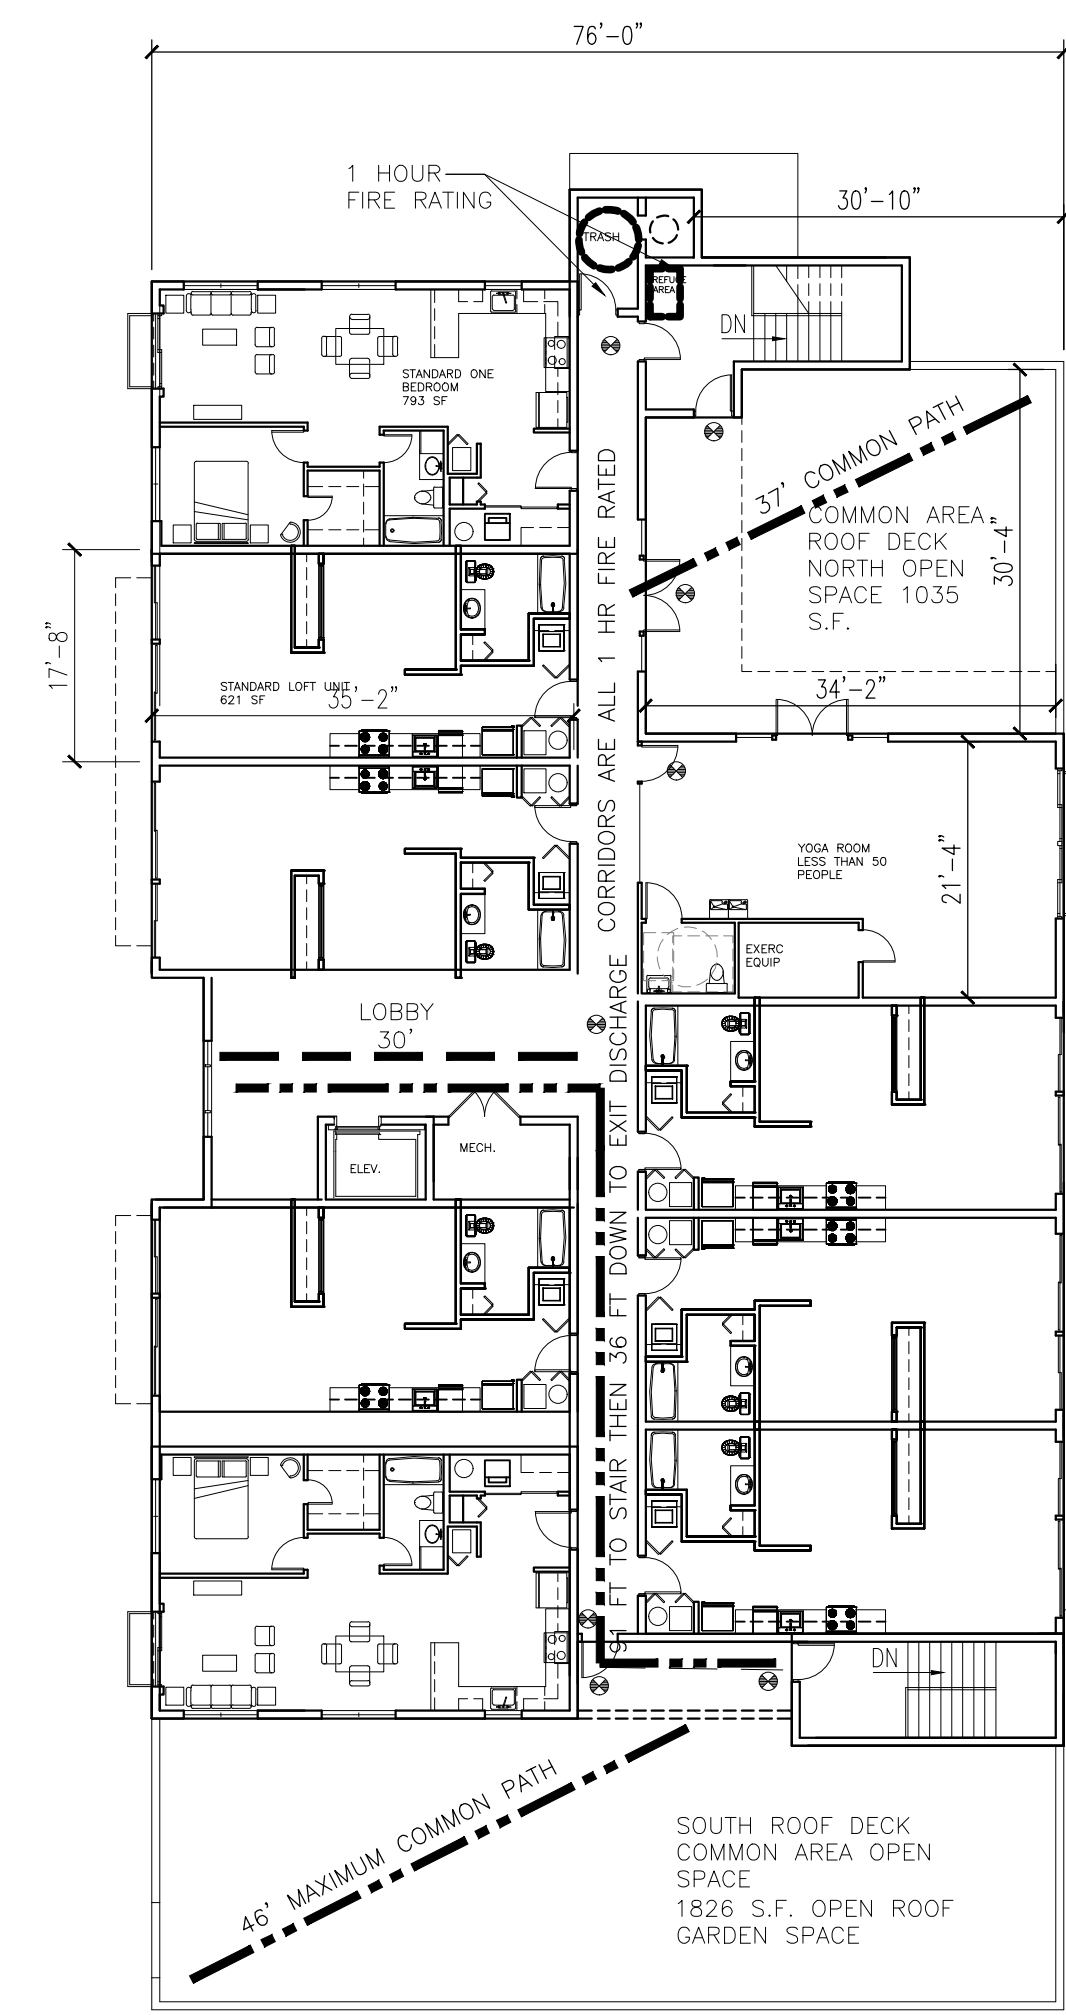 76'-0"
1 HOUR
FIRE RATING
30'-10"
TRASH
REFUGE
AREA
DN
STANDARD ONE
BEDROOM
793 SF
37' COMMON PATH
COMMON AREA
ROOF DECK
NORTH OPEN
SPACE 1035
S.F.
30'-4"
17'-8"
STANDARD LOFT UNIT
621 SF
35'-2"
34'-2"
CORRIDORS ARE ALL 1 HR FIRE RATED
YOGA ROOM
LESS THAN 50
PEOPLE
21'-4"
EXERC
EQUIP
LOBBY
30'
MECH.
ELEV.
91 FT TO STAIR THEN 36 FT DOWN TO EXIT DISCHARGE
DN
46' MAXIMUM COMMON PATH
SOUTH ROOF DECK
COMMON AREA OPEN
SPACE
1826 S.F. OPEN ROOF
GARDEN SPACE